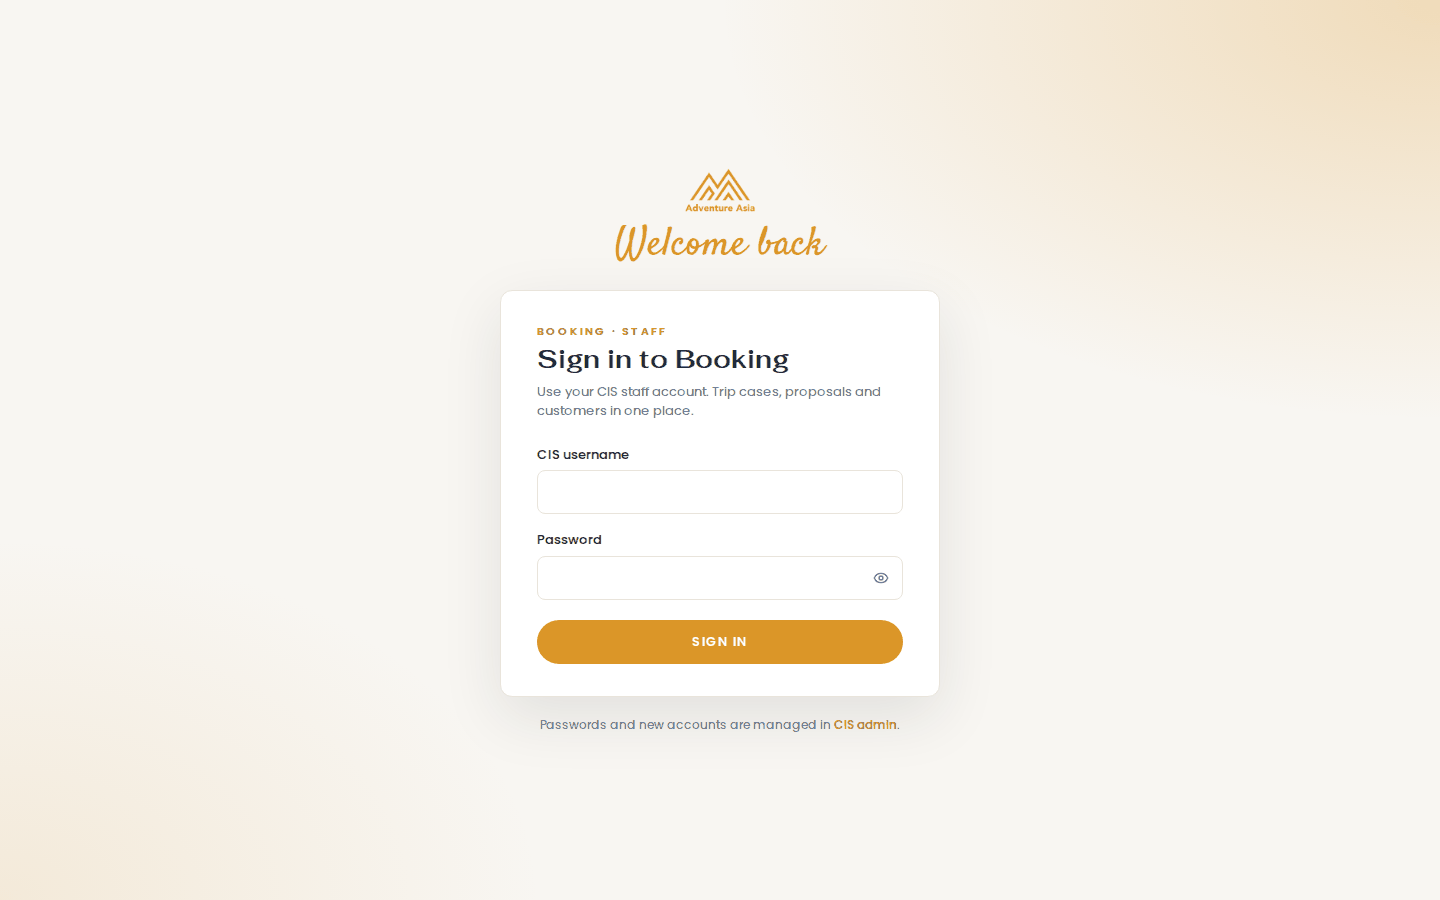 Adventure Asia
Welcome back
BOOKING · STAFF
Sign in to Booking
Use your CIS staff account. Trip cases, proposals and
customers in one place.
CIS username
Password
SIGN IN
Passwords and new accounts are managed in CIS admin.